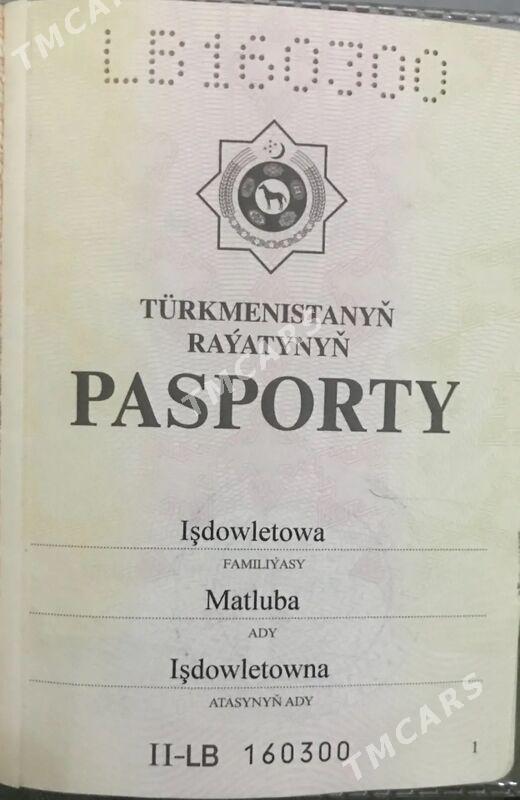 LB160300
TÜRKMENISTANYŇ
RAÝATYNYŇ
PASPORTY
Işdowletowa
FAMILIÝASY
Matluba
ADY
Işdowletowna
ATASYNYŇ ADY
II-LB 160300
1
TMCARS
TMCARS
TMCARS